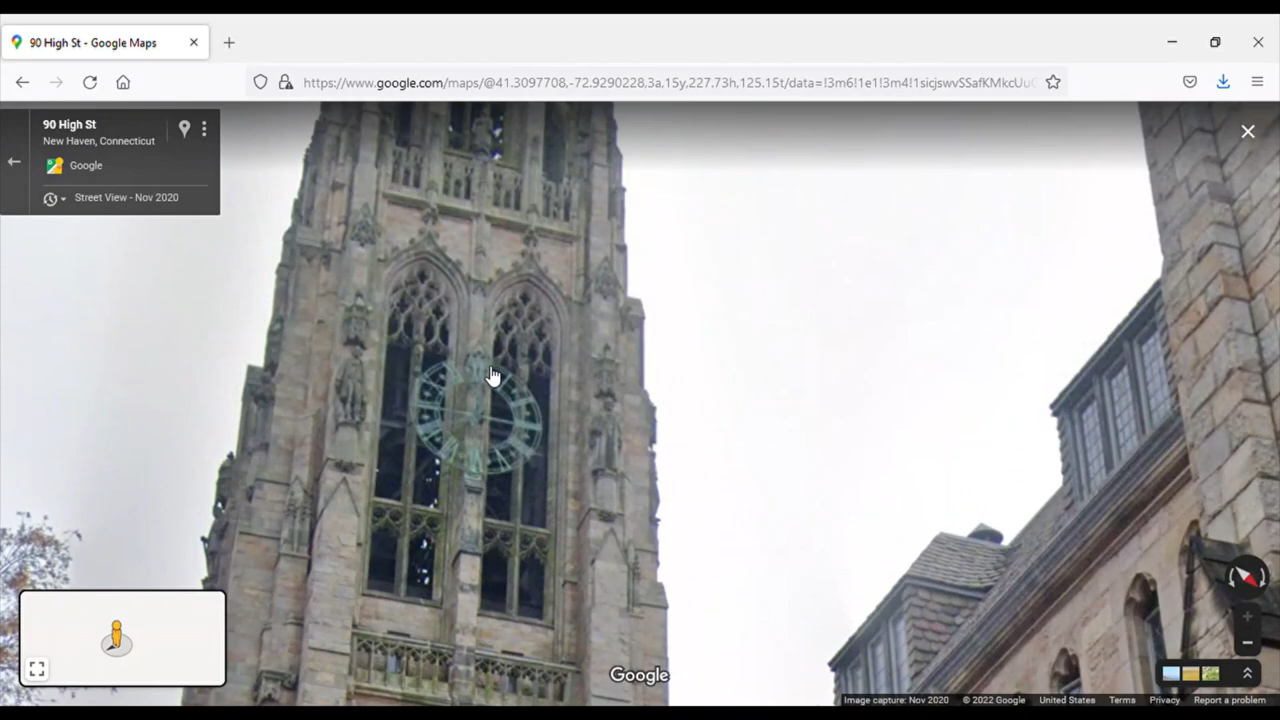 90 High St - Google Maps
https://www.google.com/maps/@41.3097708,-72.9290228,3a,15y,227.73h,125.15t/data=!3m6!1e1!3m4!1sicjswvSSafKMkcUu
90 High St
New Haven, Connecticut
Google
Street View - Nov 2020
Google
Image capture: Nov 2020 © 2022 Google United States Terms Privacy Report a problem